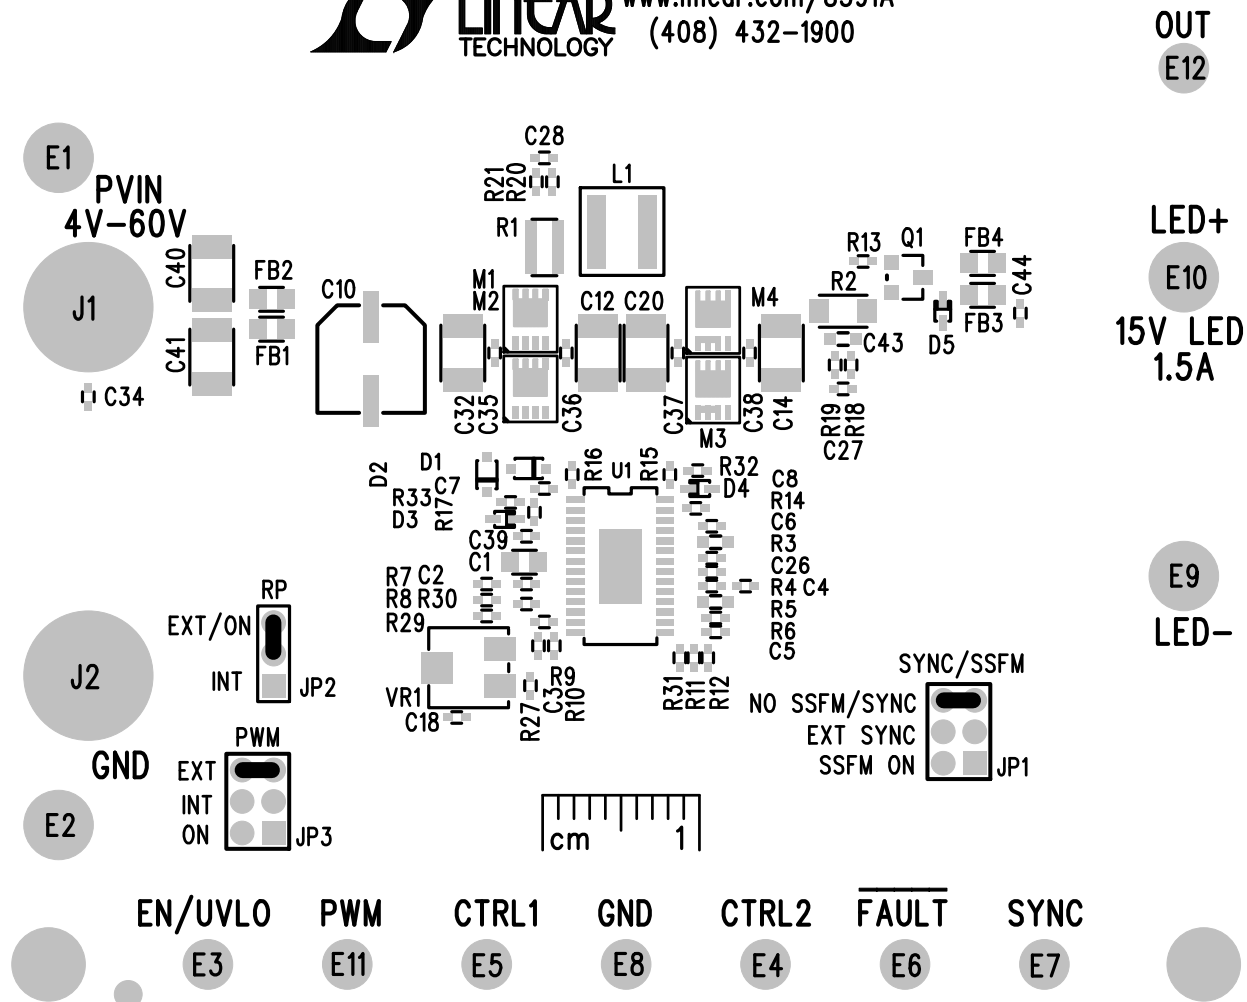 LINEAR
TECHNOLOGY
www.linear.com/8391A
(408) 432-1900
OUT
E12
E1
PVIN
4V-60V
J1
C34
C40
C41
FB2
FB1
C10
C28
R21
R20
R1
L1
M1
M2
C12
C20
M4
C32
C35
C36
C37
C38
C14
M3
R13
Q1
R2
C43
R19
R18
C27
FB4
FB3
D5
C44
LED+
E10
15V LED
1.5A
D2
D1
C7
R33
D3
R17
C39
C1
R7 C2
R8 R30
R29
VR1
C18
R16
U1
R15
R32
D4
C8
R14
C6
R3
C26
R4 C4
R5
R6
C5
R27
C3
R9
R10
R31
R11
R12
E9
LED-
RP
EXT/ON
INT
JP2
J2
GND
E2
PWM
EXT
INT
ON
JP3
SYNC/SSFM
NO SSFM/SYNC
EXT SYNC
SSFM ON
JP1
cm 1
EN/UVLO
PWM
CTRL1
GND
CTRL2
FAULT
SYNC
E3
E11
E5
E8
E4
E6
E7